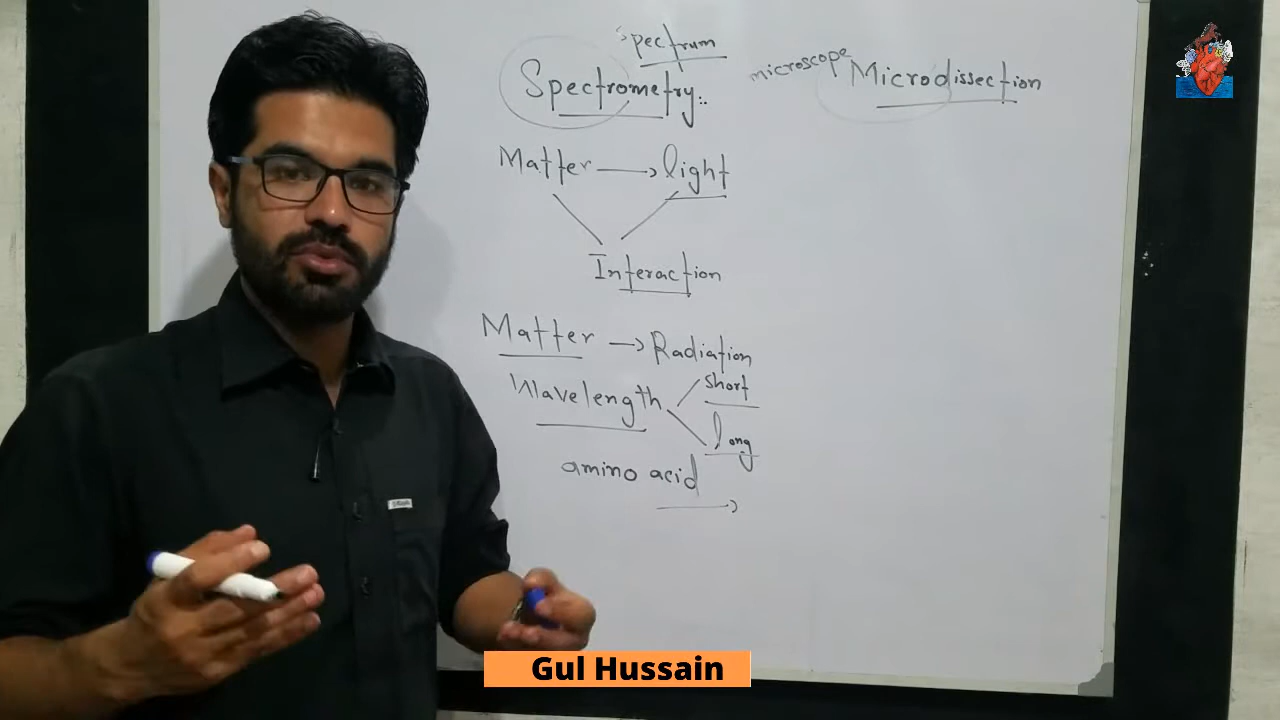 Spectrum
Spectrometry:.
Matter → light
Interaction
Matter → Radiation
Wavelength
short
long
amino acid →
microscope
Microdissection
Gul Hussain